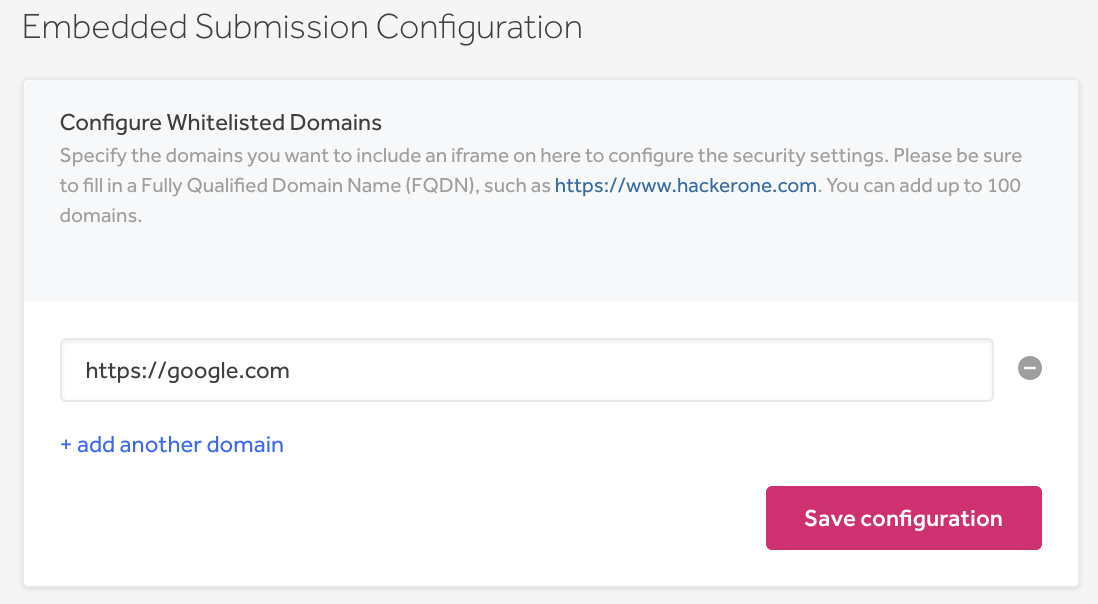 Embedded Submission Configuration
Configure Whitelisted Domains
Specify the domains you want to include an iframe on here to configure the security settings. Please be sure
to fill in a Fully Qualified Domain Name (FQDN), such as https://www.hackerone.com. You can add up to 100
domains.
https://google.com
+ add another domain
Save configuration